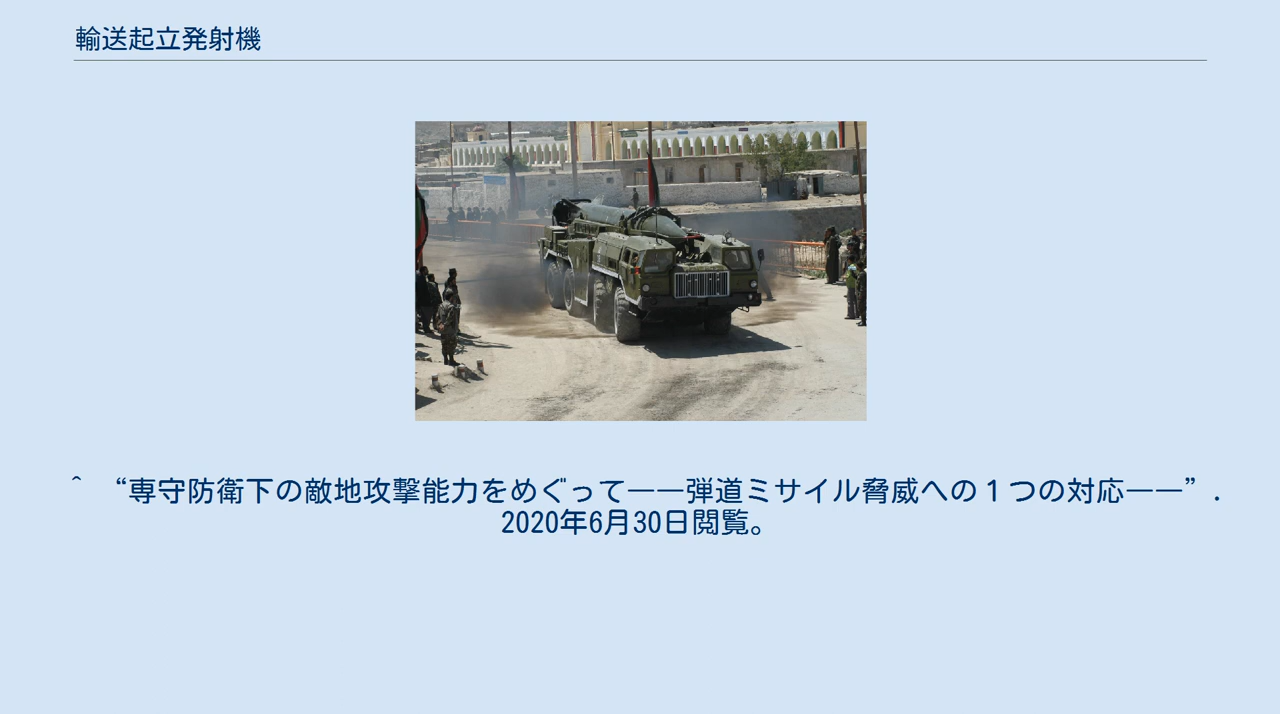 輸送起立発射機
^ “専守防衛下の敵地攻撃能力をめぐって――弾道ミサイル脅威への１つの対応――”.
2020年6月30日閲覧。